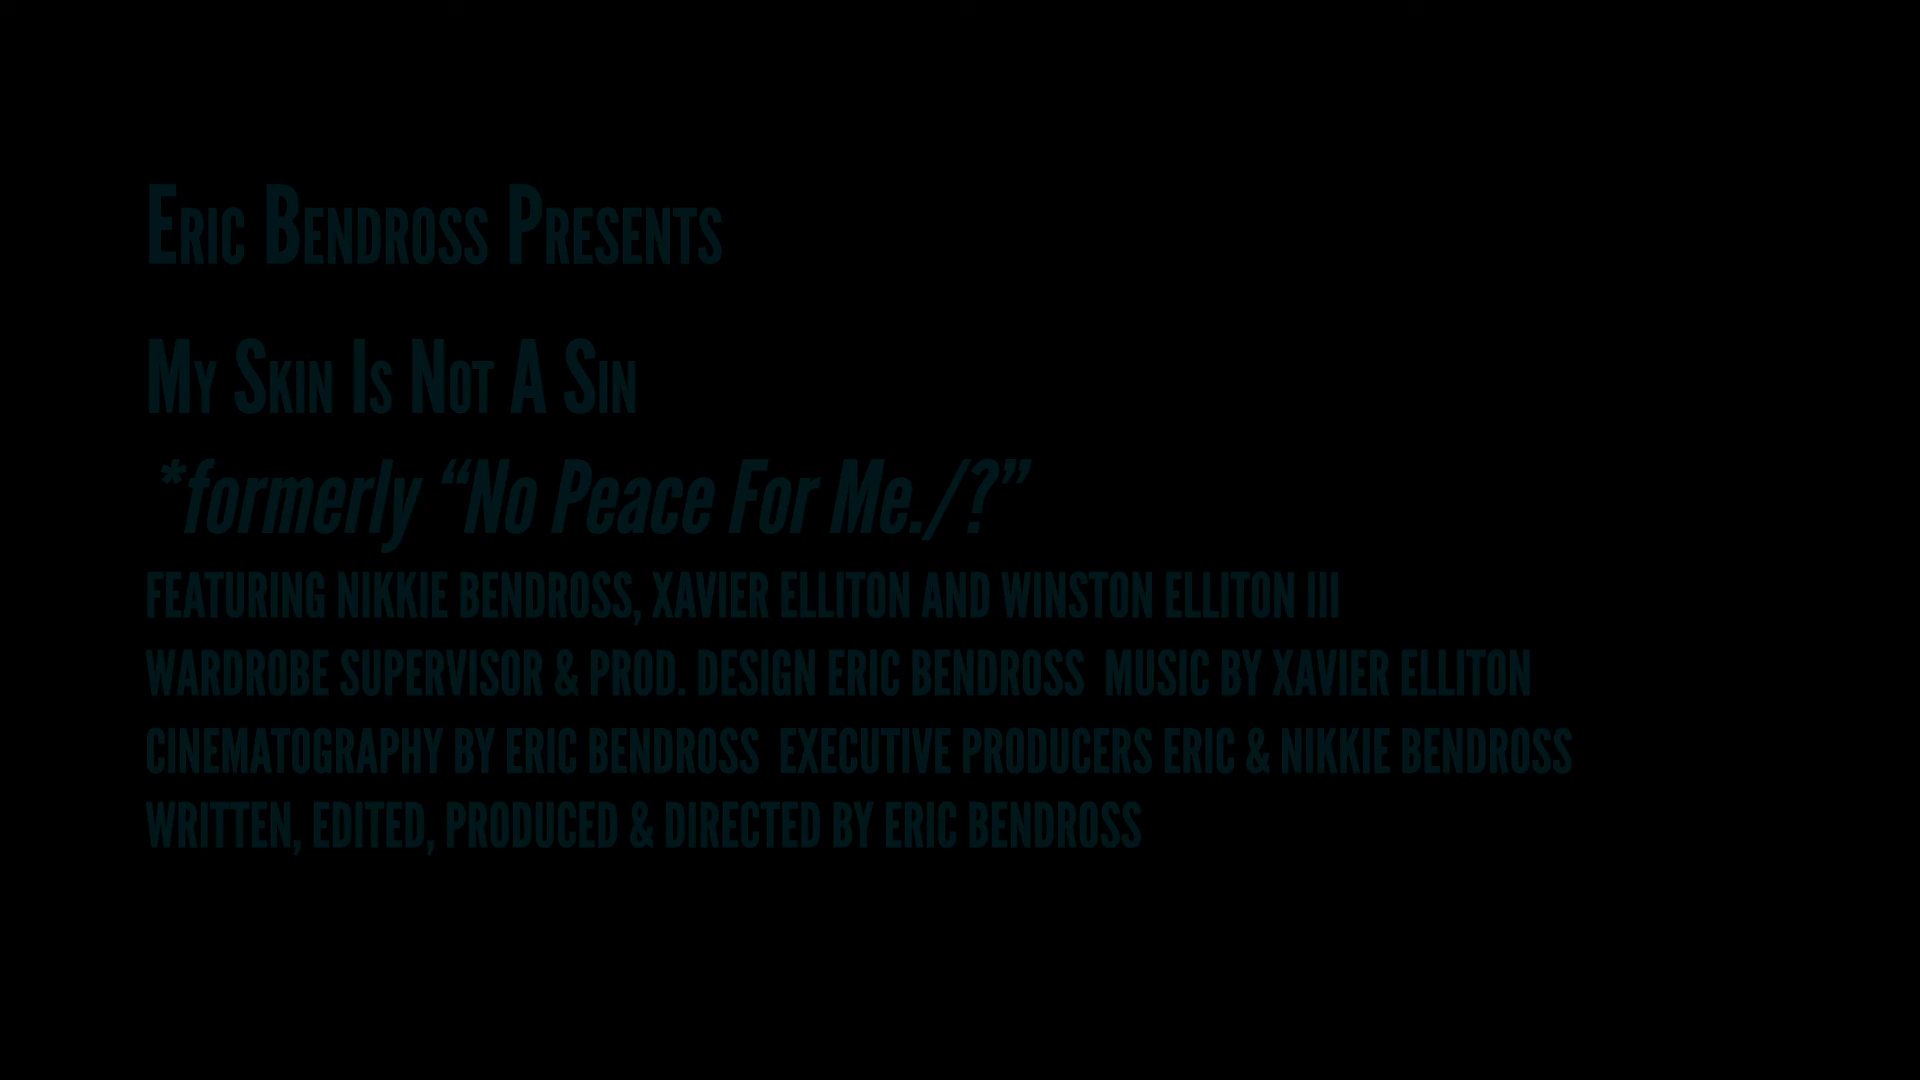 Eric Bendross Presents
My Skin Is Not A Sin
*formerly “No Peace For Me./?”
FEATURING NIKKIE BENDROSS, XAVIER ELLITON AND WINSTON ELLITON III
WARDROBE SUPERVISOR & PROD. DESIGN ERIC BENDROSS MUSIC BY XAVIER ELLITON
CINEMATOGRAPHY BY ERIC BENDROSS EXECUTIVE PRODUCERS ERIC & NIKKIE BENDROSS
WRITTEN, EDITED, PRODUCED & DIRECTED BY ERIC BENDROSS